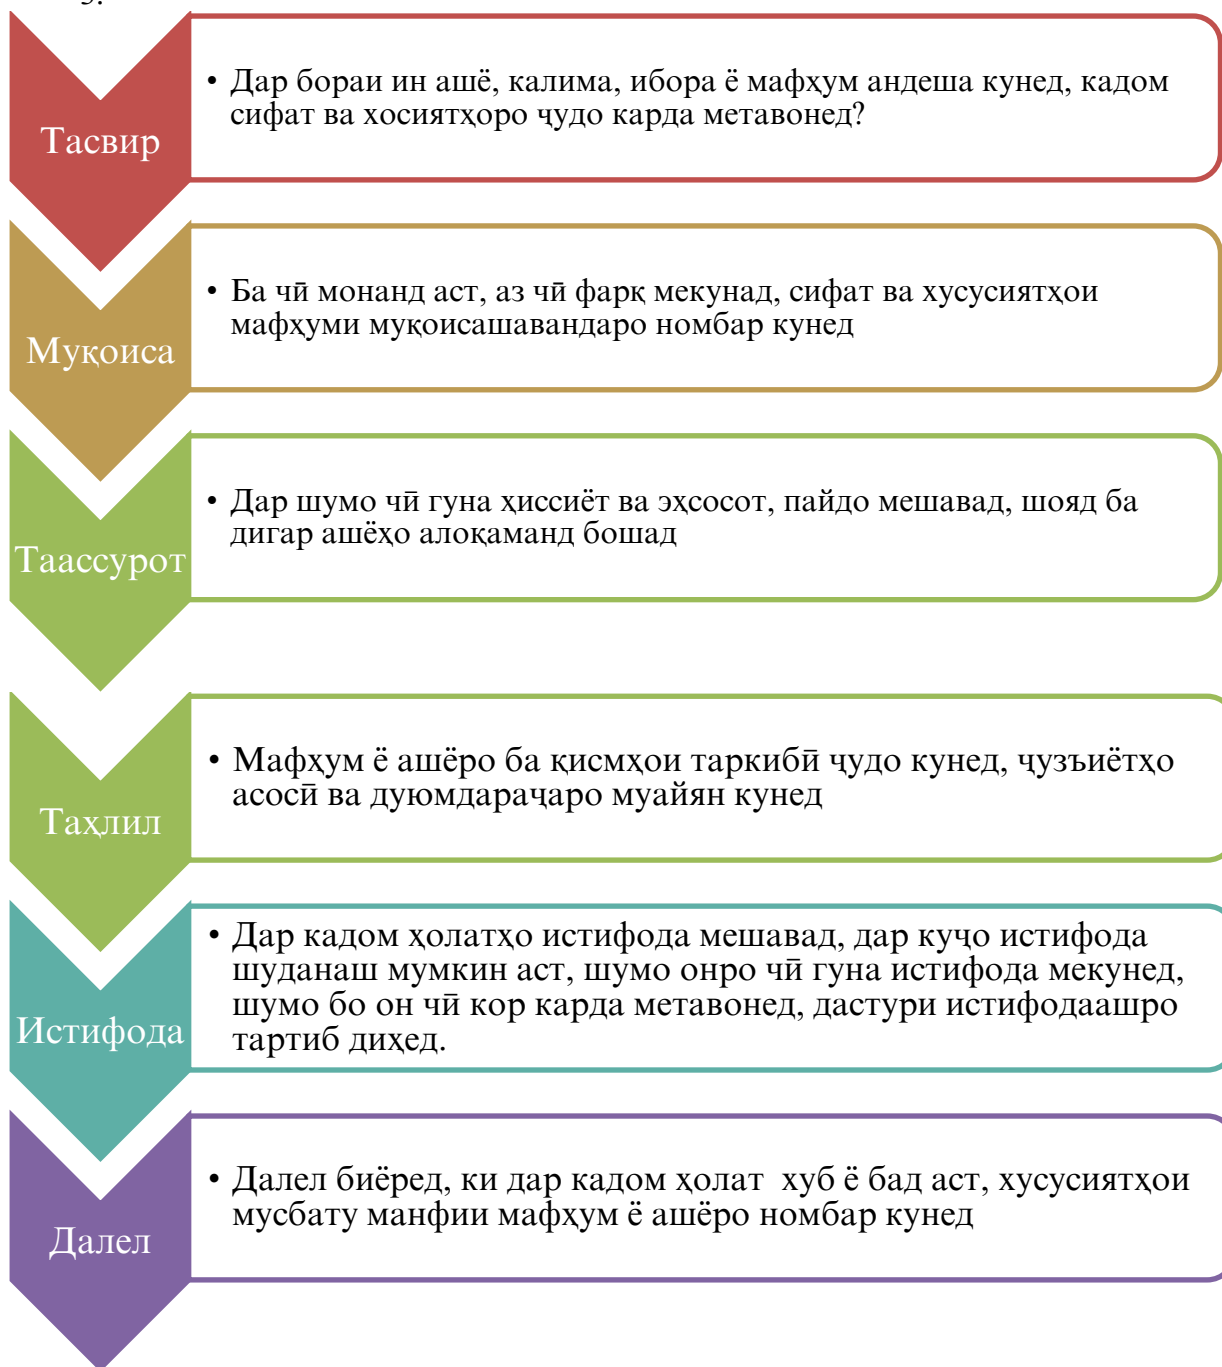 Тасвир
• Дар бораи ин ашё, калима, ибора ё мафҳум андеша кунед, кадом
сифат ва хосиятҳоро ҷудо карда метавонед?
Муқоиса
• Ба чӣ монанд аст, аз чӣ фарқ мекунад, сифат ва хусусиятҳои
мафҳуми муқоисашавандаро номбар кунед
Таассурот
• Дар шумо чӣ гуна ҳиссиёт ва эҳсосот, пайдо мешавад, шояд ба
дигар ашёҳо алоқаманд бошад
Таҳлил
• Мафҳум ё ашёро ба қисмҳои таркибӣ ҷудо кунед, ҷузъиётҳо
асосӣ ва дуюмдараҷаро муайян кунед
Истифода
• Дар кадом ҳолатҳо истифода мешавад, дар куҷо истифода
шуданаш мумкин аст, шумо онро чӣ гуна истифода мекунед,
шумо бо он чӣ кор карда метавонед, дастури истифодаашро
тартиб диҳед.
Далел
• Далел биёред, ки дар кадом ҳолат хуб ё бад аст, хусусиятҳои
мусбату манфии мафҳум ё ашёро номбар кунед